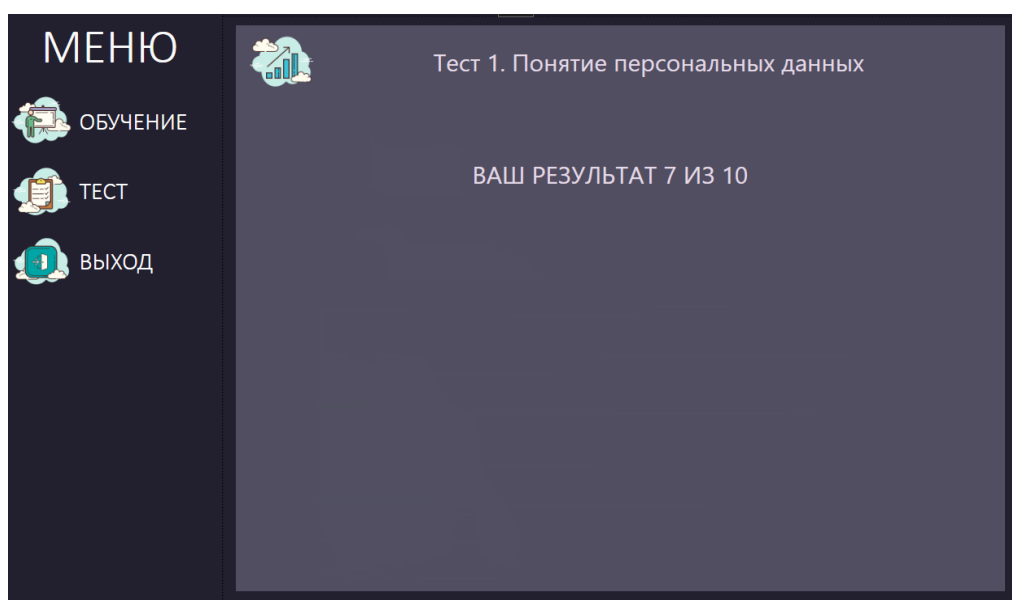 МЕНЮ
ОБУЧЕНИЕ
ТЕСТ
ВЫХОД
Тест 1. Понятие персональных данных
ВАШ РЕЗУЛЬТАТ 7 ИЗ 10